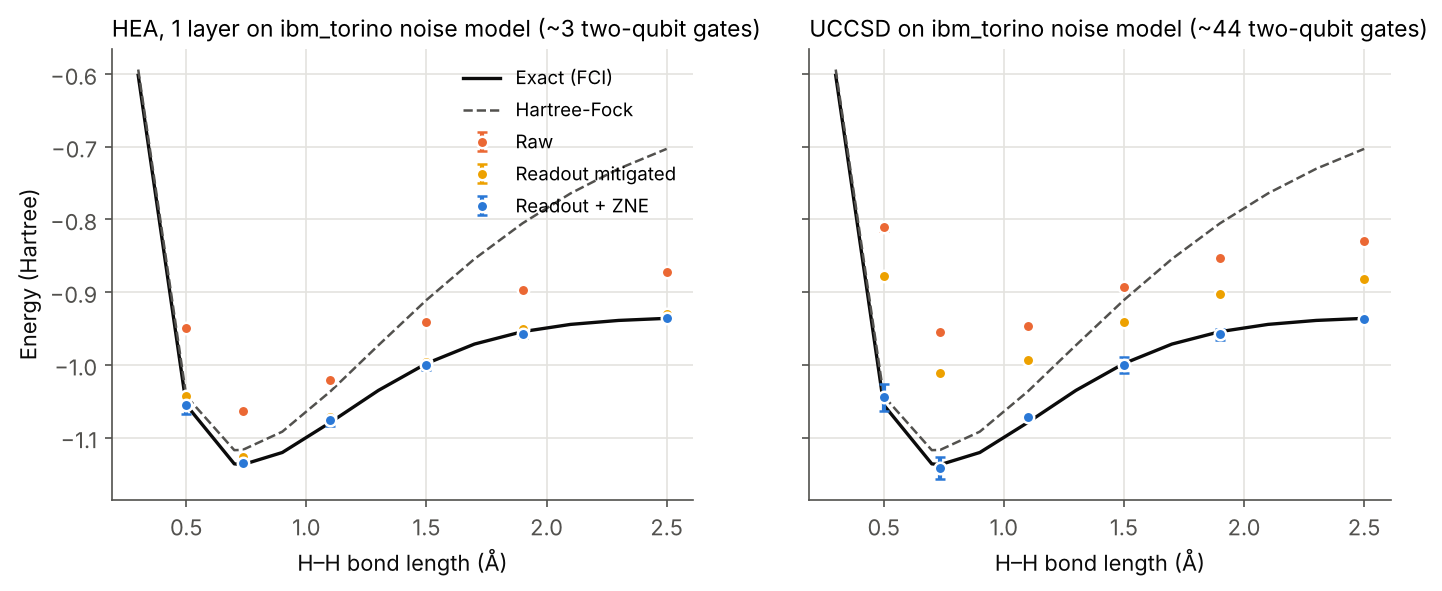 HEA, 1 layer on ibm_torino noise model (~3 two-qubit gates)
UCCSD on ibm_torino noise model (~44 two-qubit gates)
Exact (FCI)
Hartree-Fock
Raw
Readout mitigated
Readout + ZNE
Energy (Hartree)
−0.6
−0.7
−0.8
−0.9
−1.0
−1.1
0.5 1.0 1.5 2.0 2.5
0.5 1.0 1.5 2.0 2.5
H–H bond length (Å)
H–H bond length (Å)